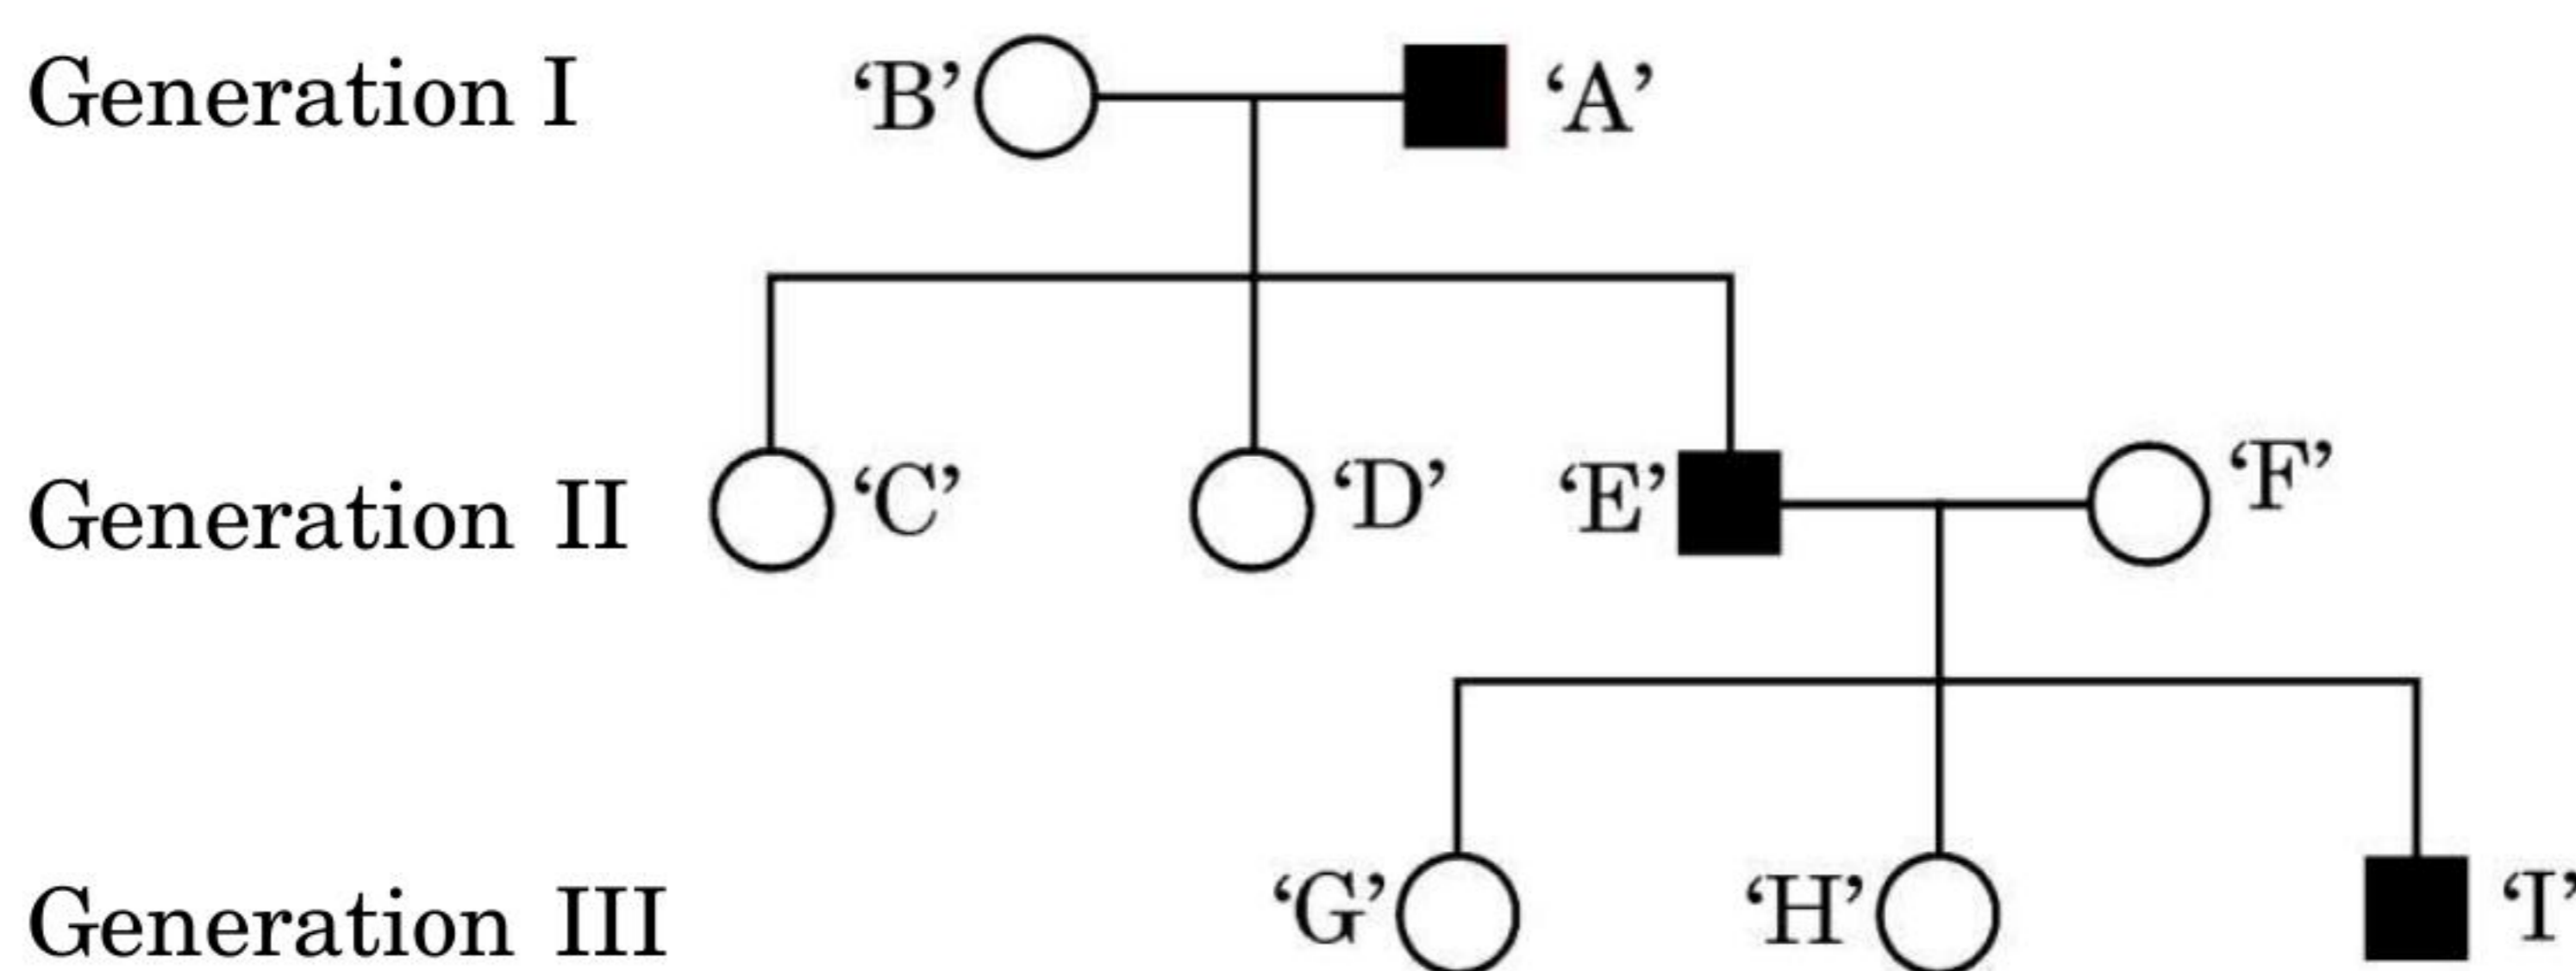 Generation I ‘B’ ‘A’
Generation II ‘C’ ‘D’ ‘E’ ‘F’
Generation III ‘G’ ‘H’ ‘I’